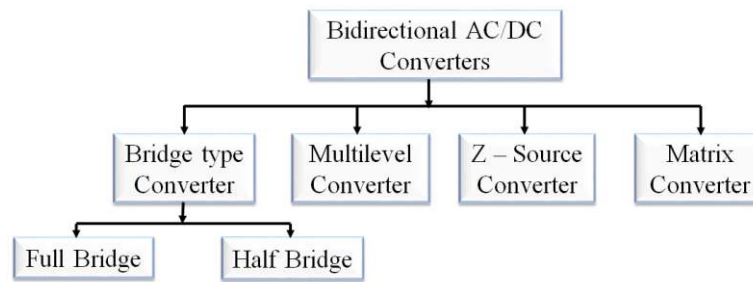 Bidirectional AC/DC
Converters
Bridge type
Converter
Multilevel
Converter
Z – Source
Converter
Matrix
Converter
Full Bridge
Half Bridge